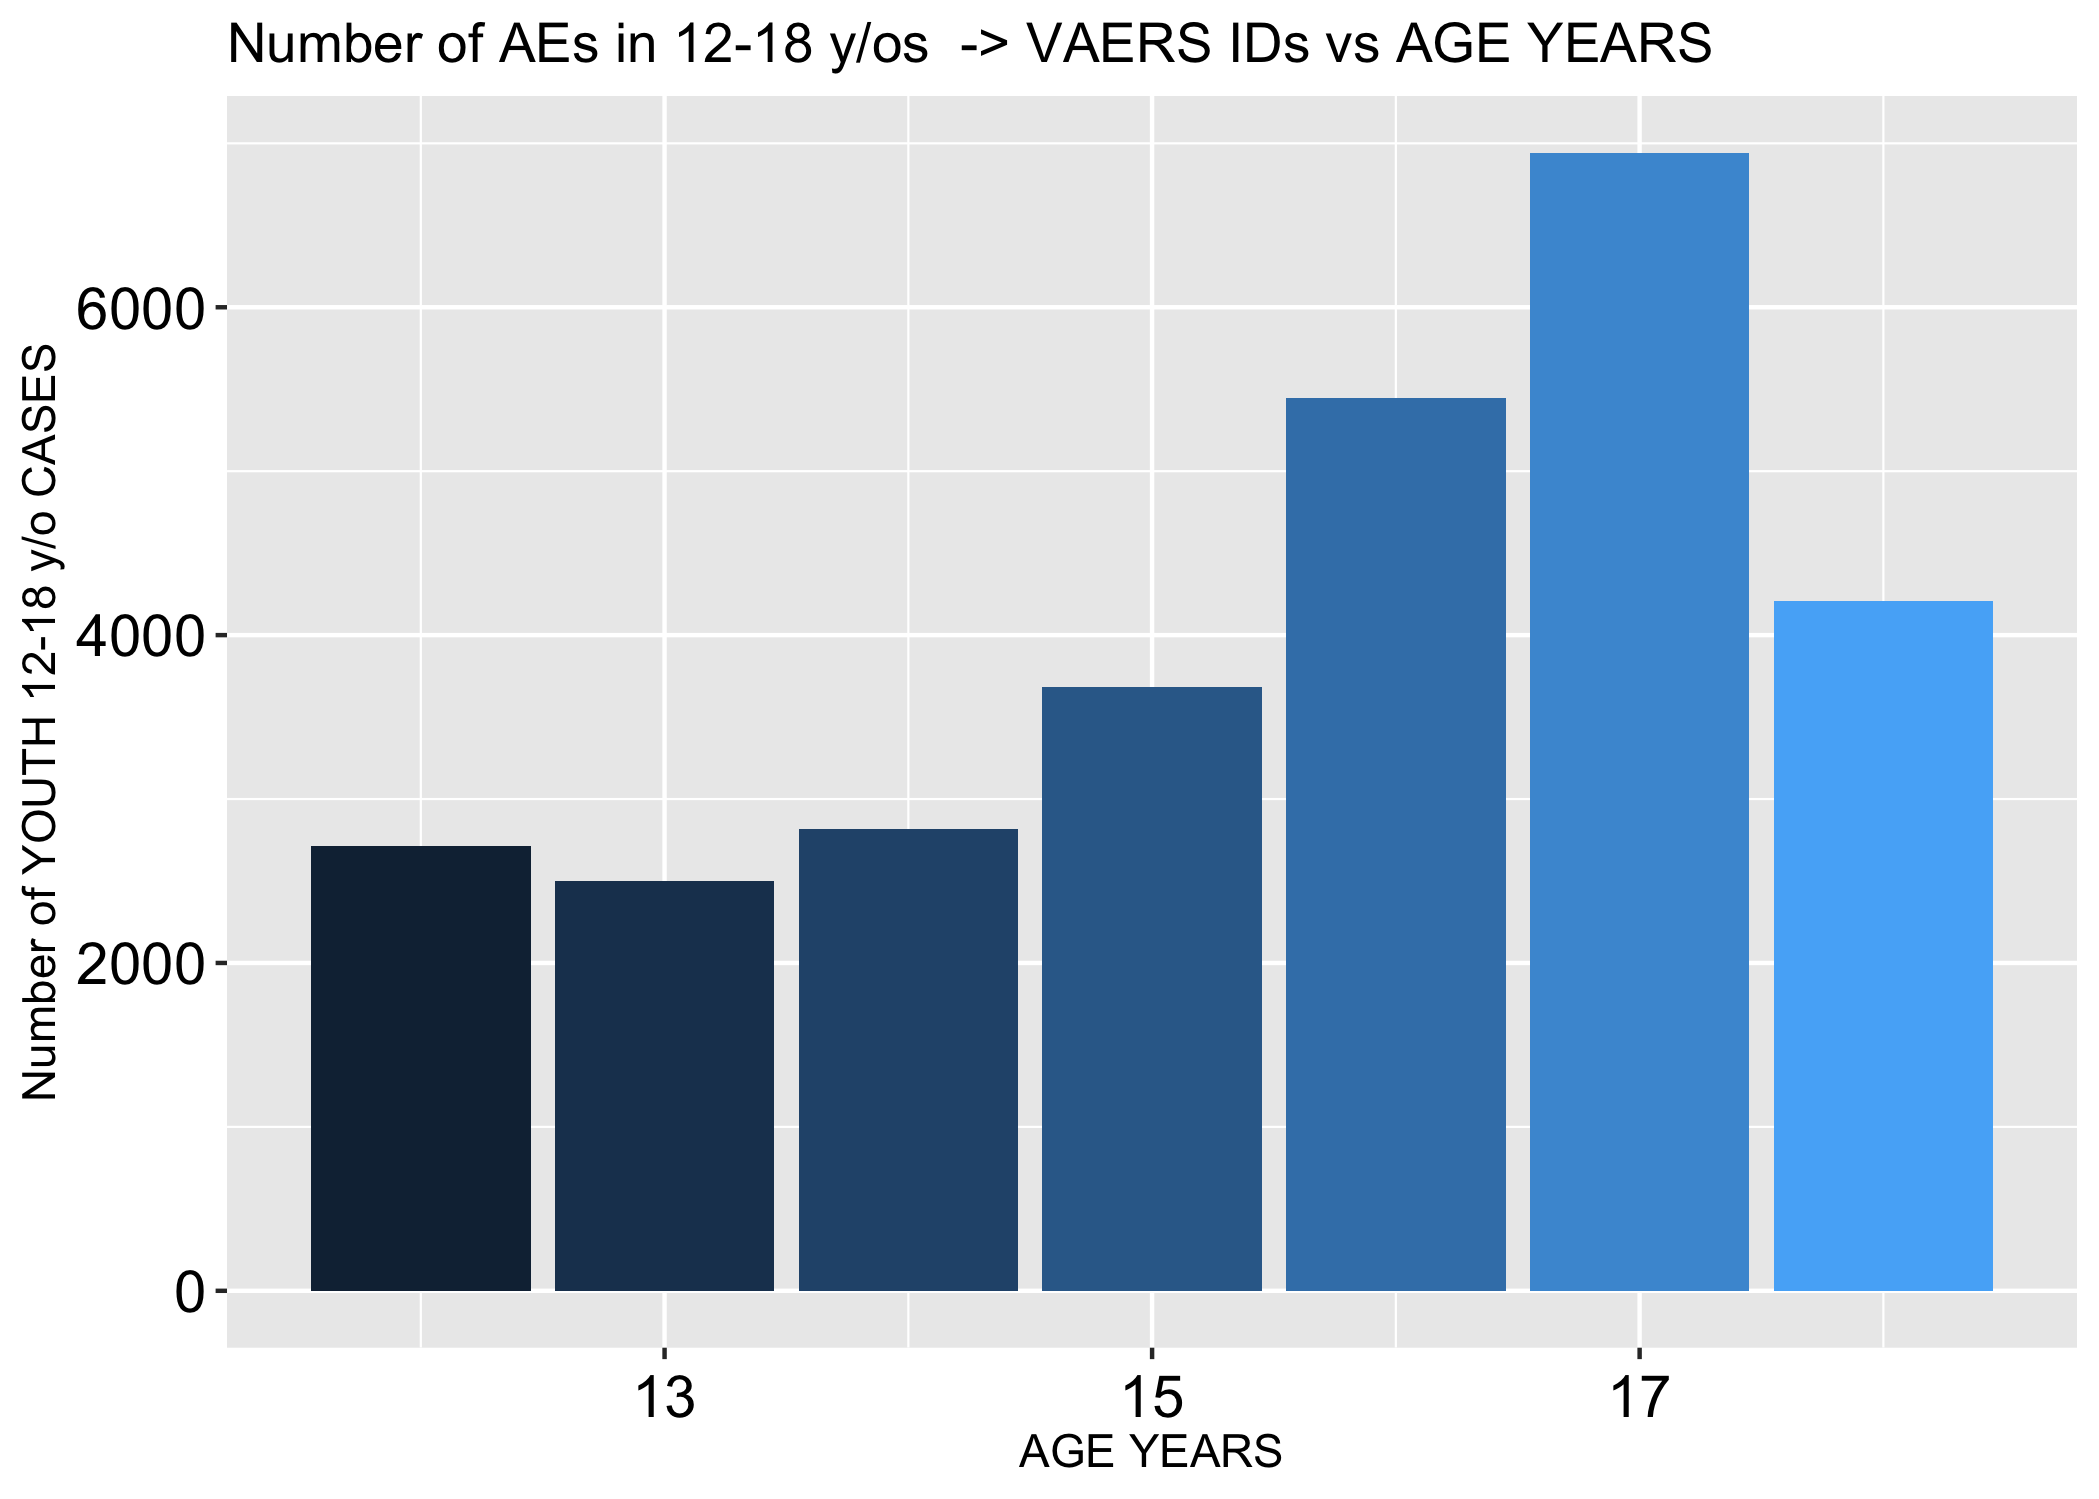 Number of AEs in 12-18 y/os  -> VAERS IDs vs AGE YEARS
Number of YOUTH 12-18 y/o CASES
6000
4000
2000
0
13 15 17
AGE YEARS